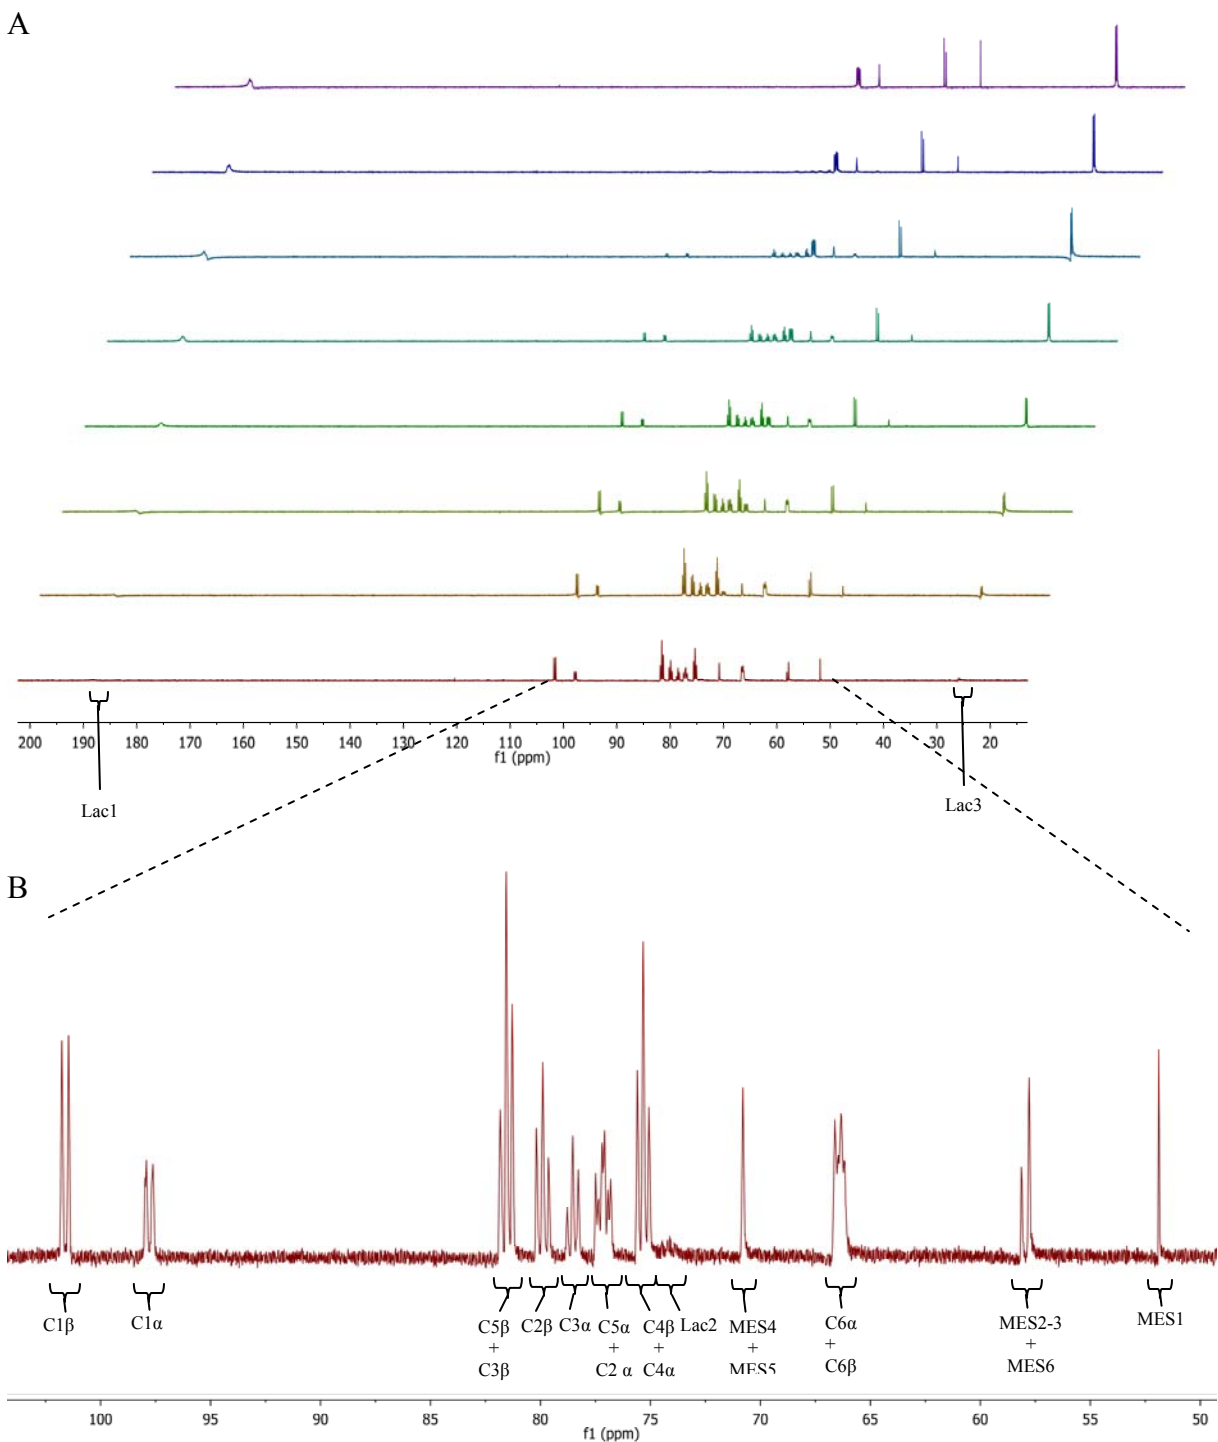 A
200 190 180 170 160 150 140 130 120 110 100 90 80 70 60 50 40 30 20
f1 (ppm)
Lac1
Lac3
B
C1β C1α C5β C2β C3α C5α C4β Lac2 MES4 C6α MES2-3 MES1
+ + + + + +
C3β C2 α C4α MES5 C6β MES6
100 95 90 85 80 75 70 65 60 55 50
f1 (ppm)